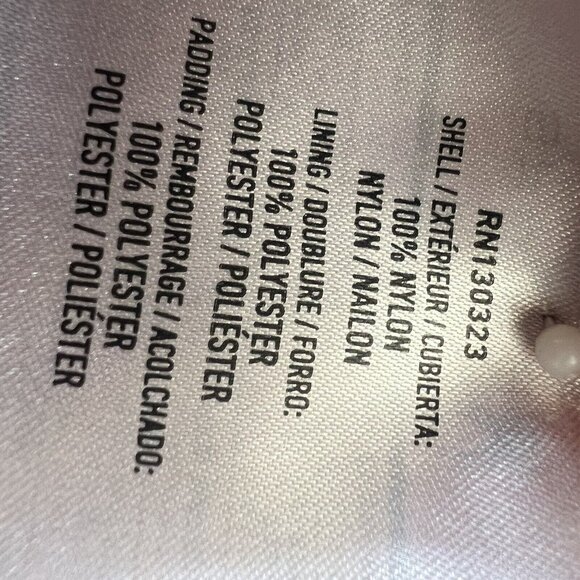 RN130323
SHELL / EXTÉRIEUR / CUBIERTA:
100% NYLON
NYLON / NAILON
LINING / DOUBLURE / FORRO:
100% POLYESTER
POLYESTER / POLIÉSTER
PADDING / REMBOURRAGE / ACOLCHADO:
100% POLYESTER
POLYESTER / POLIÉSTER